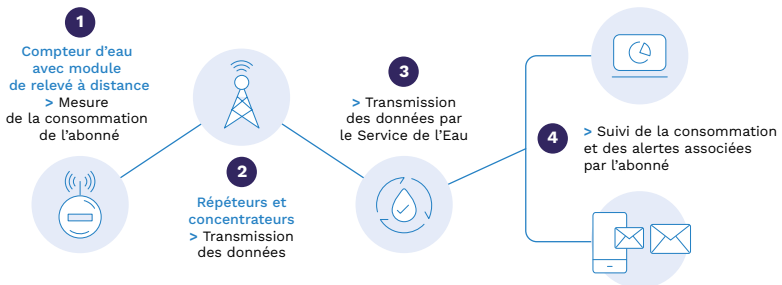 1
Compteur d'eau
avec module
de relevé à distance
> Mesure
de la consommation
de l'abonné
2
Répéteurs et
concentrateurs
> Transmission
des données
3
> Transmission
des données par
le Service de l'Eau
4
> Suivi de la consommation
et des alertes associées
par l'abonné